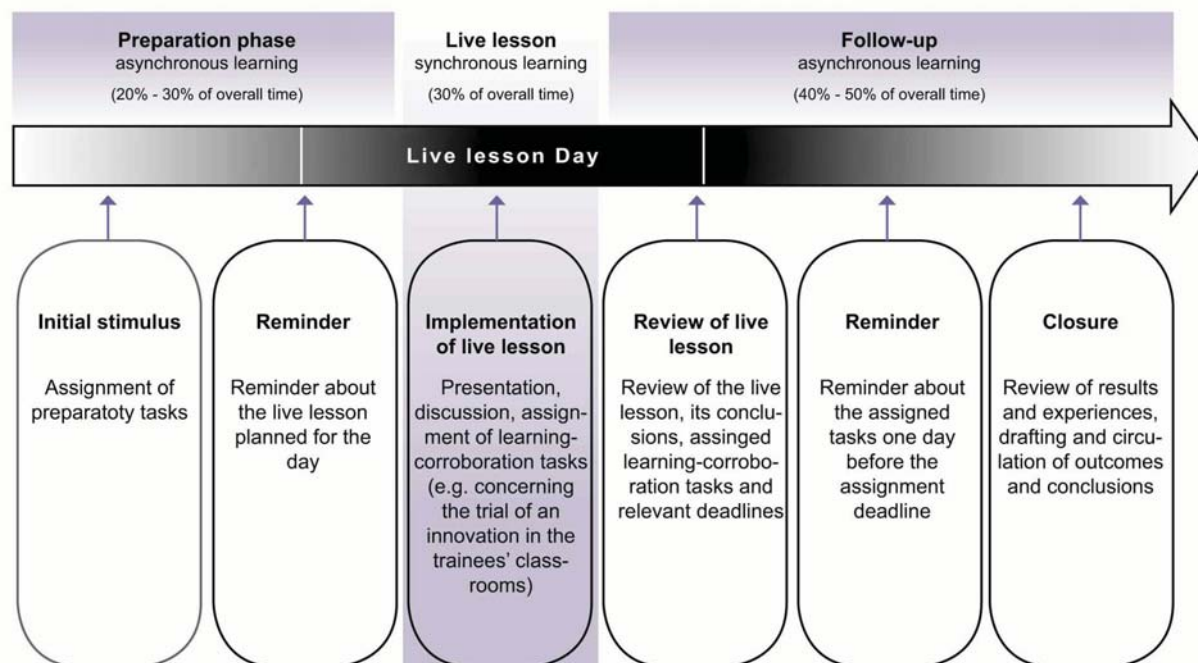 Preparation phase
asynchronous learning
(20% - 30% of overall time)
Live lesson
synchronous learning
(30% of overall time)
Follow-up
asynchronous learning
(40% - 50% of overall time)
Live lesson Day
Initial stimulus
Assignment of
preparatoty tasks
Reminder
Reminder about
the live lesson
planned for the
day
Implementation
of live lesson
Presentation,
discussion, assign-
ment of learning-
corroboration tasks
(e.g. concerning
the trial of an
innovation in the
trainees’ class-
rooms)
Review of live
lesson
Review of the live
lesson, its conclu-
sions, assinged
learning-corrobo-
ration tasks and
relevant deadlines
Reminder
Reminder about
the assigned
tasks one day
before the
assignment
deadline
Closure
Review of results
and experiences,
drafting and circu-
lation of outcomes
and conclusions